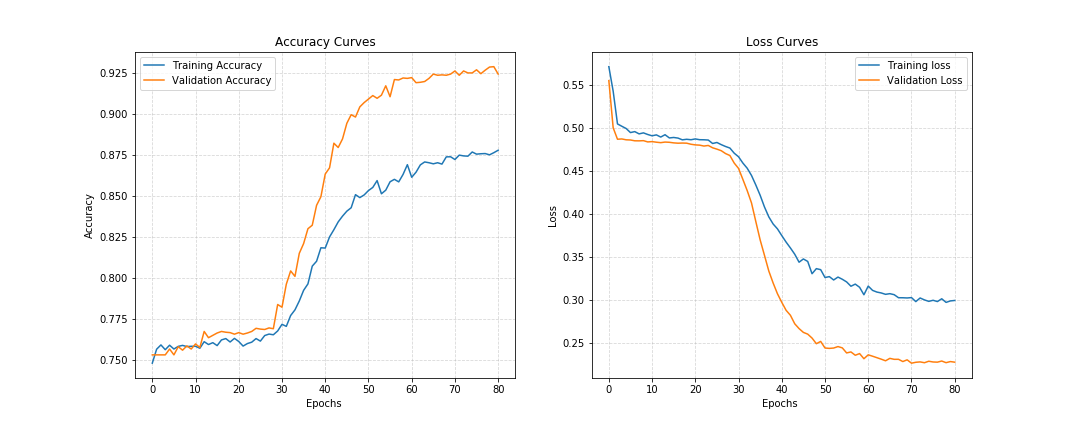 Accuracy Curves
Training Accuracy
Validation Accuracy
0.925
0.900
0.875
0.850
0.825
0.800
0.775
0.750
Accuracy
0 10 20 30 40 50 60 70 80
Epochs
Loss Curves
Training loss
Validation Loss
0.55
0.50
0.45
0.40
0.35
0.30
0.25
Loss
0 10 20 30 40 50 60 70 80
Epochs